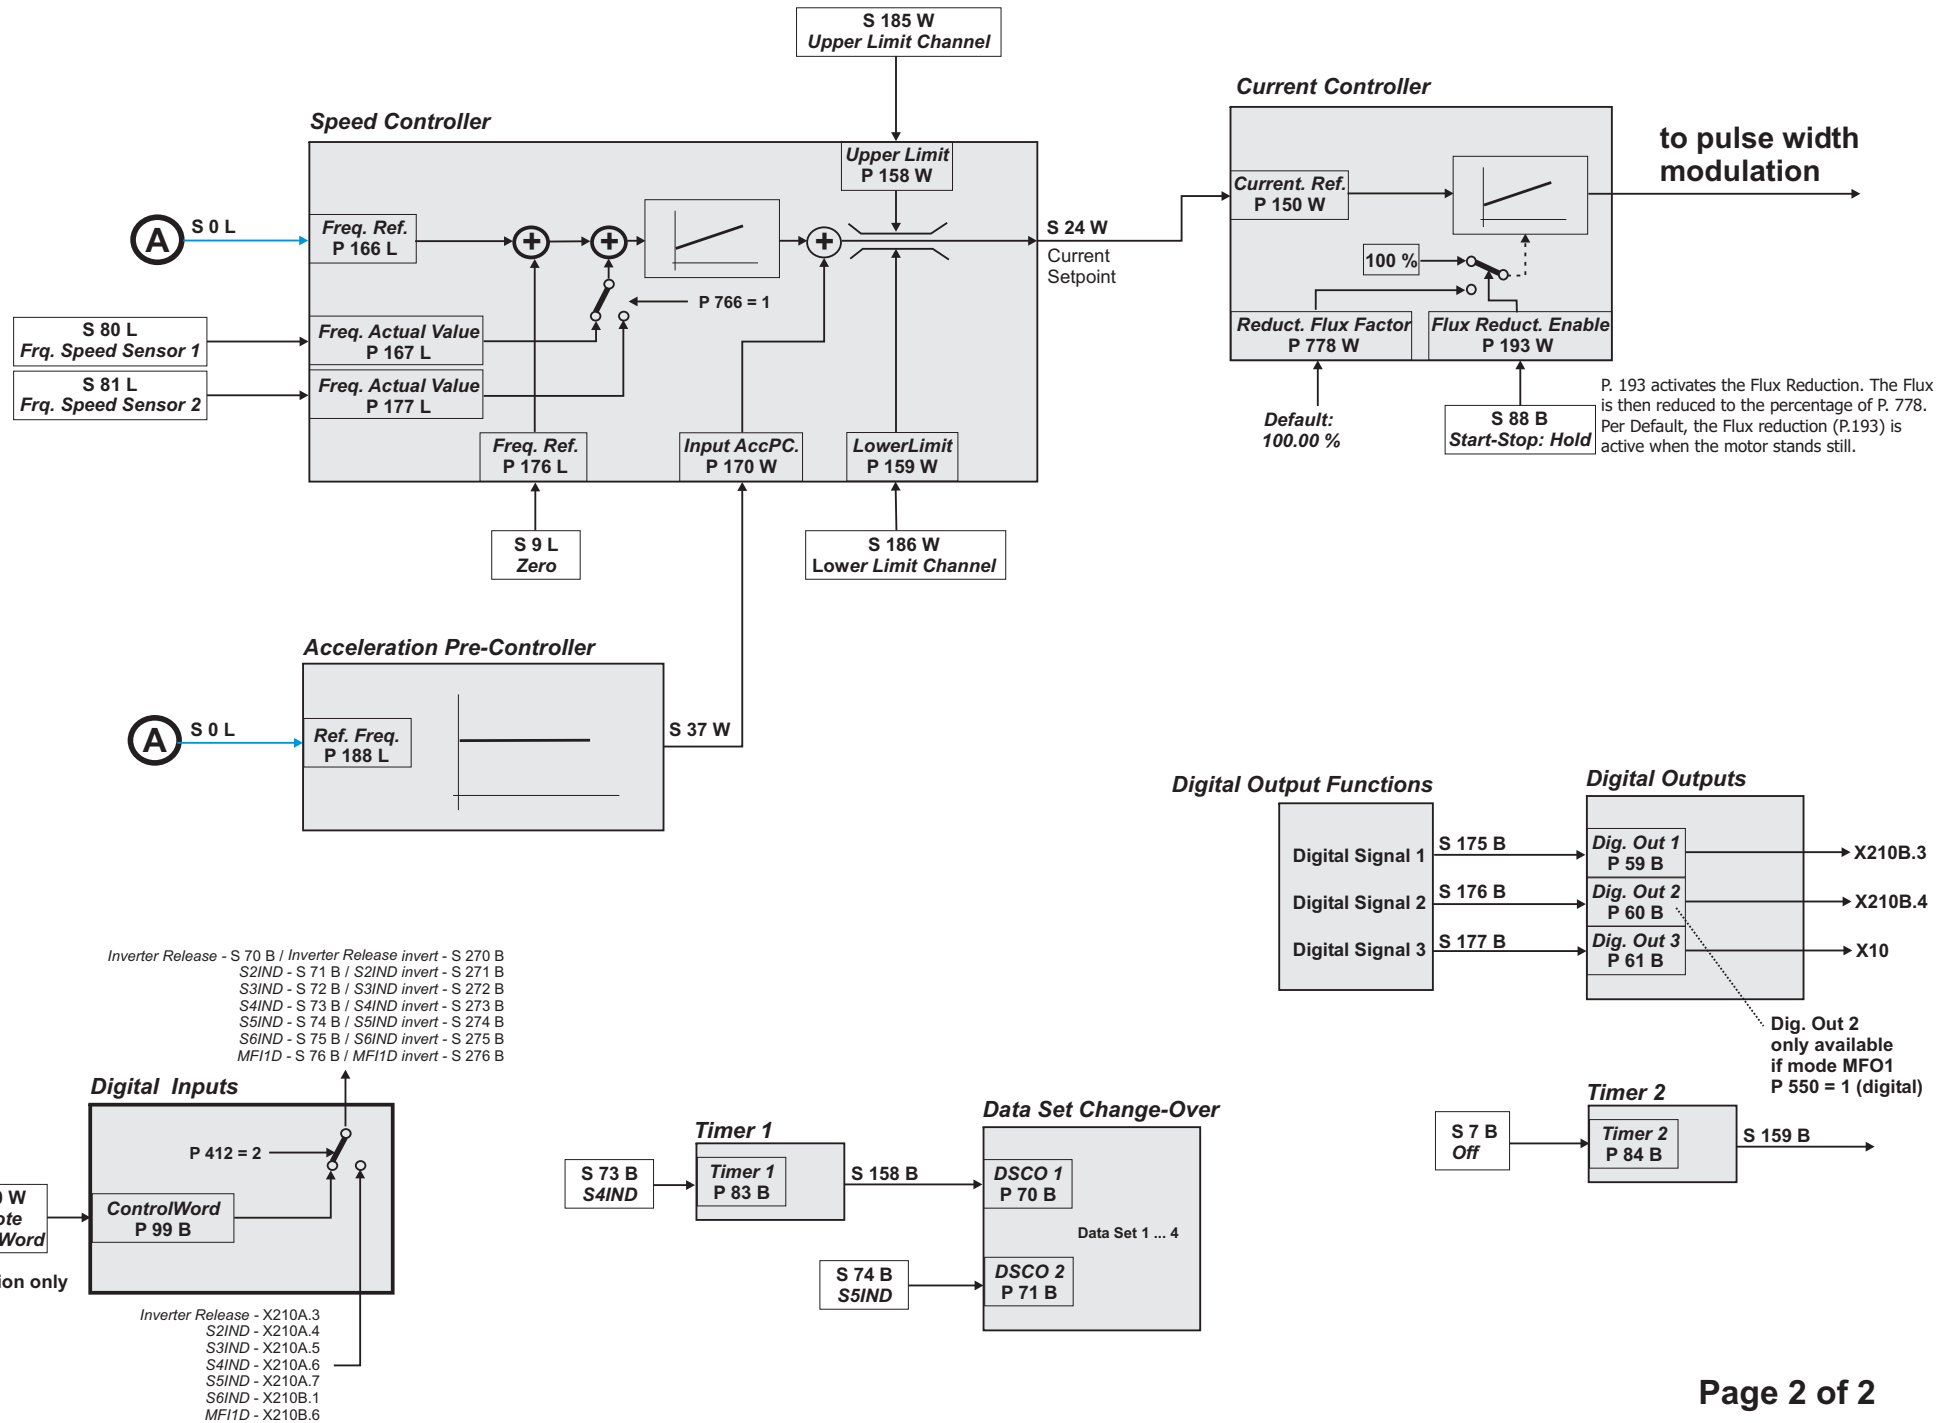 S 185 W
Upper Limit Channel
Current Controller
Speed Controller
to pulse width
modulation
Upper Limit
P 158 W
Current. Ref.
P 150 W
A
S 0 L
Freq. Ref.
P 166 L
S 24 W
Current
Setpoint
100 %
P 766 = 1
S 80 L
Frq. Speed Sensor 1
Freq. Actual Value
P 167 L
Reduct. Flux Factor
P 778 W
Flux Reduct. Enable
P 193 W
S 81 L
Frq. Speed Sensor 2
Freq. Actual Value
P 177 L
P. 193 activates the Flux Reduction. The Flux
is then reduced to the percentage of P. 778.
Per Default, the Flux reduction (P.193) is
active when the motor stands still.
Default:
100.00 %
S 88 B
Start-Stop: Hold
Freq. Ref.
P 176 L
Input AccPC.
P 170 W
LowerLimit
P 159 W
S 9 L
Zero
S 186 W
Lower Limit Channel
Acceleration Pre-Controller
A
S 0 L
Ref. Freq.
P 188 L
S 37 W
Digital Output Functions
Digital Outputs
Digital Signal 1
S 175 B
Dig. Out 1
P 59 B
X210B.3
Digital Signal 2
S 176 B
Dig. Out 2
P 60 B
X210B.4
Digital Signal 3
S 177 B
Dig. Out 3
P 61 B
X10
Dig. Out 2
only available
if mode MFO1
P 550 = 1 (digital)
Inverter Release - S 70 B / Inverter Release invert - S 270 B
S2IND - S 71 B / S2IND invert - S 271 B
S3IND - S 72 B / S3IND invert - S 272 B
S4IND - S 73 B / S4IND invert - S 273 B
S5IND - S 74 B / S5IND invert - S 274 B
S6IND - S 75 B / S6IND invert - S 275 B
MFI1D - S 76 B / MFI1D invert - S 276 B
Digital Inputs
P 412 = 2
W
ote
Word
ControlWord
P 99 B
ion only
Inverter Release - X210A.3
S2IND - X210A.4
S3IND - X210A.5
S4IND - X210A.6
S5IND - X210A.7
S6IND - X210B.1
MFI1D - X210B.6
Timer 1
S 73 B
S4IND
Timer 1
P 83 B
S 158 B
Data Set Change-Over
DSCO 1
P 70 B
Data Set 1 ... 4
S 74 B
S5IND
DSCO 2
P 71 B
Timer 2
S 7 B
Off
Timer 2
P 84 B
S 159 B
Page 2 of 2